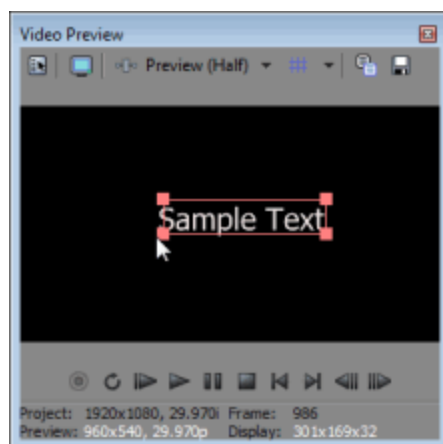 Video Preview
Preview (Half)
Sample Text
Project: 1920x1080, 29.970i Frame: 986
Preview: 960x540, 29.970p Display: 301x169x32